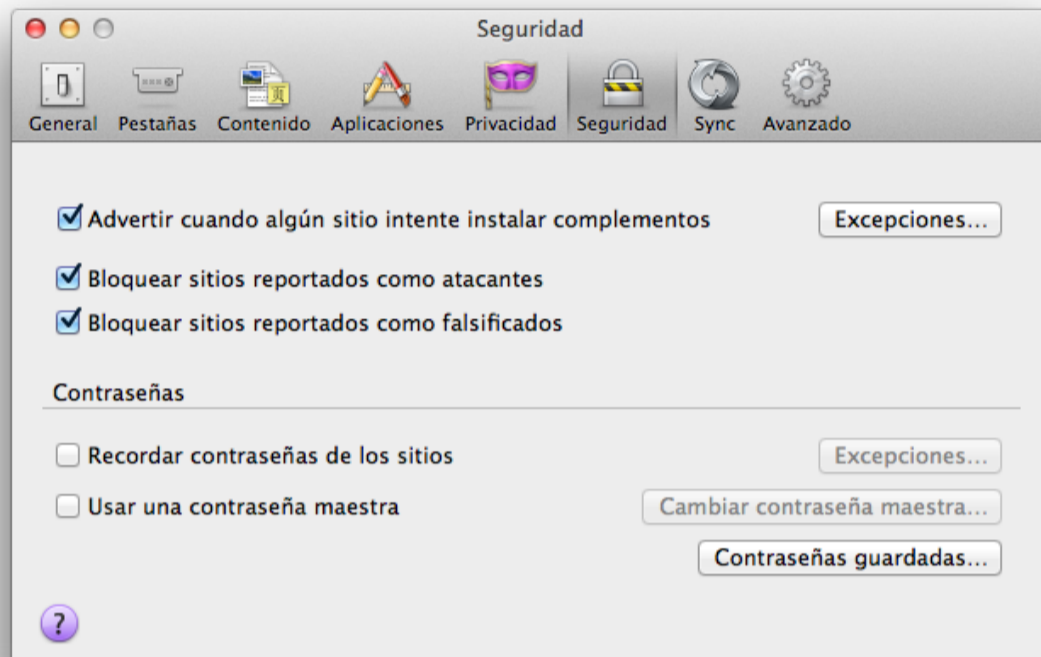 Seguridad
General Pestañas Contenido Aplicaciones Privacidad Seguridad Sync Avanzado
Advertir cuando algún sitio intente instalar complementos Excepciones...
Bloquear sitios reportados como atacantes
Bloquear sitios reportados como falsificados
Contraseñas
Recordar contraseñas de los sitios Excepciones...
Usar una contraseña maestra Cambiar contraseña maestra...
Contraseñas guardadas...
?